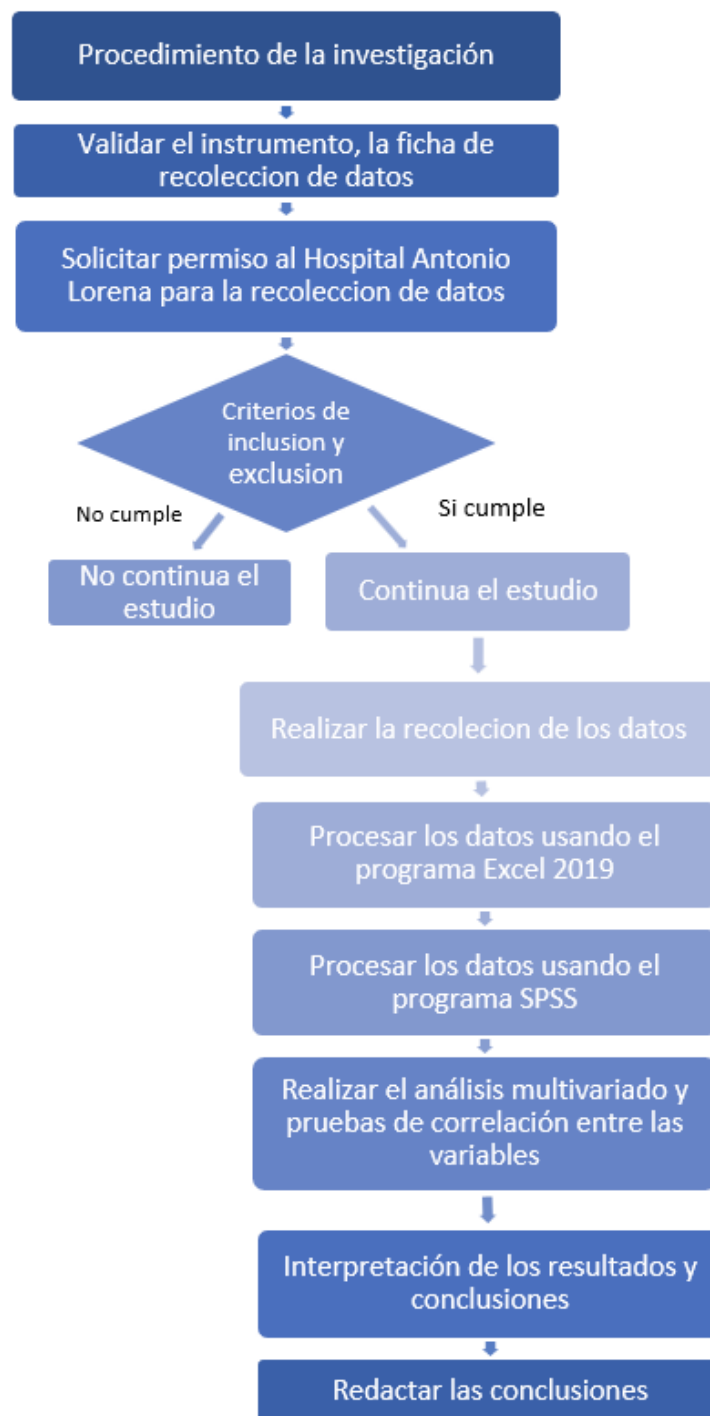 Procedimiento de la investigación
Validar el instrumento, la ficha de
recoleccion de datos
Solicitar permiso al Hospital Antonio
Lorena para la recoleccion de datos
Criterios de
inclusion y
exclusion
No cumple
Si cumple
No continua el
estudio
Continua el estudio
Realizar la recolecion de los datos
Procesar los datos usando el
programa Excel 2019
Procesar los datos usando el
programa SPSS
Realizar el análisis multivariado y
pruebas de correlación entre las
variables
Interpretación de los resultados y
conclusiones
Redactar las conclusiones